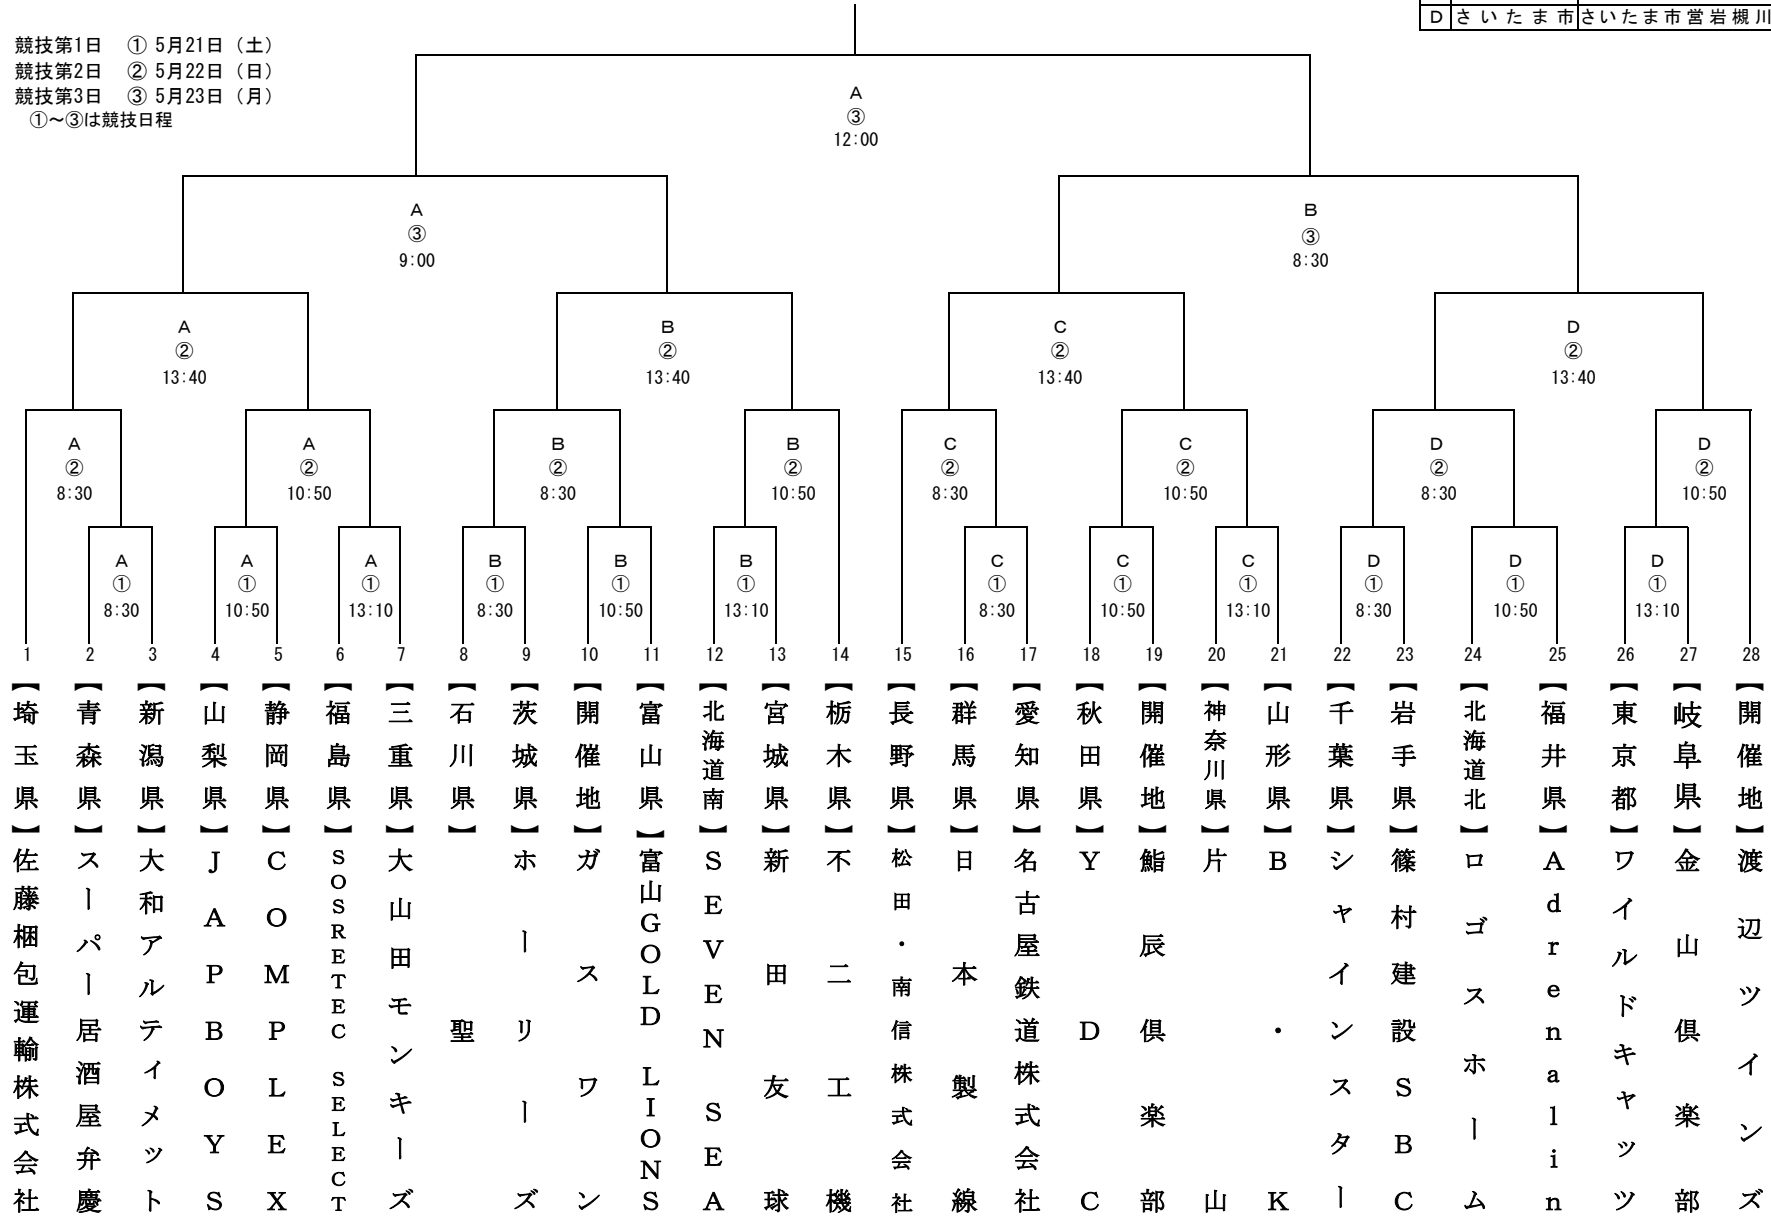 D さいたま市 さいたま市営岩槻川
競技第1日 ① 5月21日（土）
競技第2日 ② 5月22日（日）
競技第3日 ③ 5月23日（月）
①～③は競技日程
A
③
12:00
A
③
9:00
B
③
8:30
A
②
13:40
B
②
13:40
C
②
13:40
D
②
13:40
A
②
8:30
A
②
10:50
B
②
8:30
B
②
10:50
C
②
8:30
C
②
10:50
D
②
8:30
D
②
10:50
A
①
8:30
A
①
10:50
A
①
13:10
B
①
8:30
B
①
10:50
B
①
13:10
C
①
8:30
C
①
10:50
C
①
13:10
D
①
8:30
D
①
10:50
D
①
13:10
1 【埼玉県】佐藤梱包運輸株式会社
2 【青森県】スーパー居酒屋弁慶
3 【新潟県】大和アルティメット
4 【山梨県】JAPBOYS
5 【静岡県】COMPLEX
6 【福島県】SOSRETEC SELECT
7 【三重県】大山田モンキーズ
8 【石川県】聖
9 【茨城県】ホーリーズ
10 【開催地】ガスワン
11 【富山県】富山GOLD LIONS
12 【北海道南】SEVEN SEA
13 【宮城県】新田友球
14 【栃木県】不二工機
15 【長野県】松田・南信株式会社
16 【群馬県】日本製線
17 【愛知県】名古屋鉄道株式会社
18 【秋田県】YDC
19 【開催地】鮨辰倶楽部
20 【神奈川県】片山
21 【山形県】B・K
22 【千葉県】シャインスター
23 【岩手県】篠村建設SBC
24 【北海道北】ロゴスホーム
25 【福井県】Adrenalin
26 【東京都】ワイルドキャッツ
27 【岐阜県】金山倶楽部
28 【開催地】渡辺ツインズ